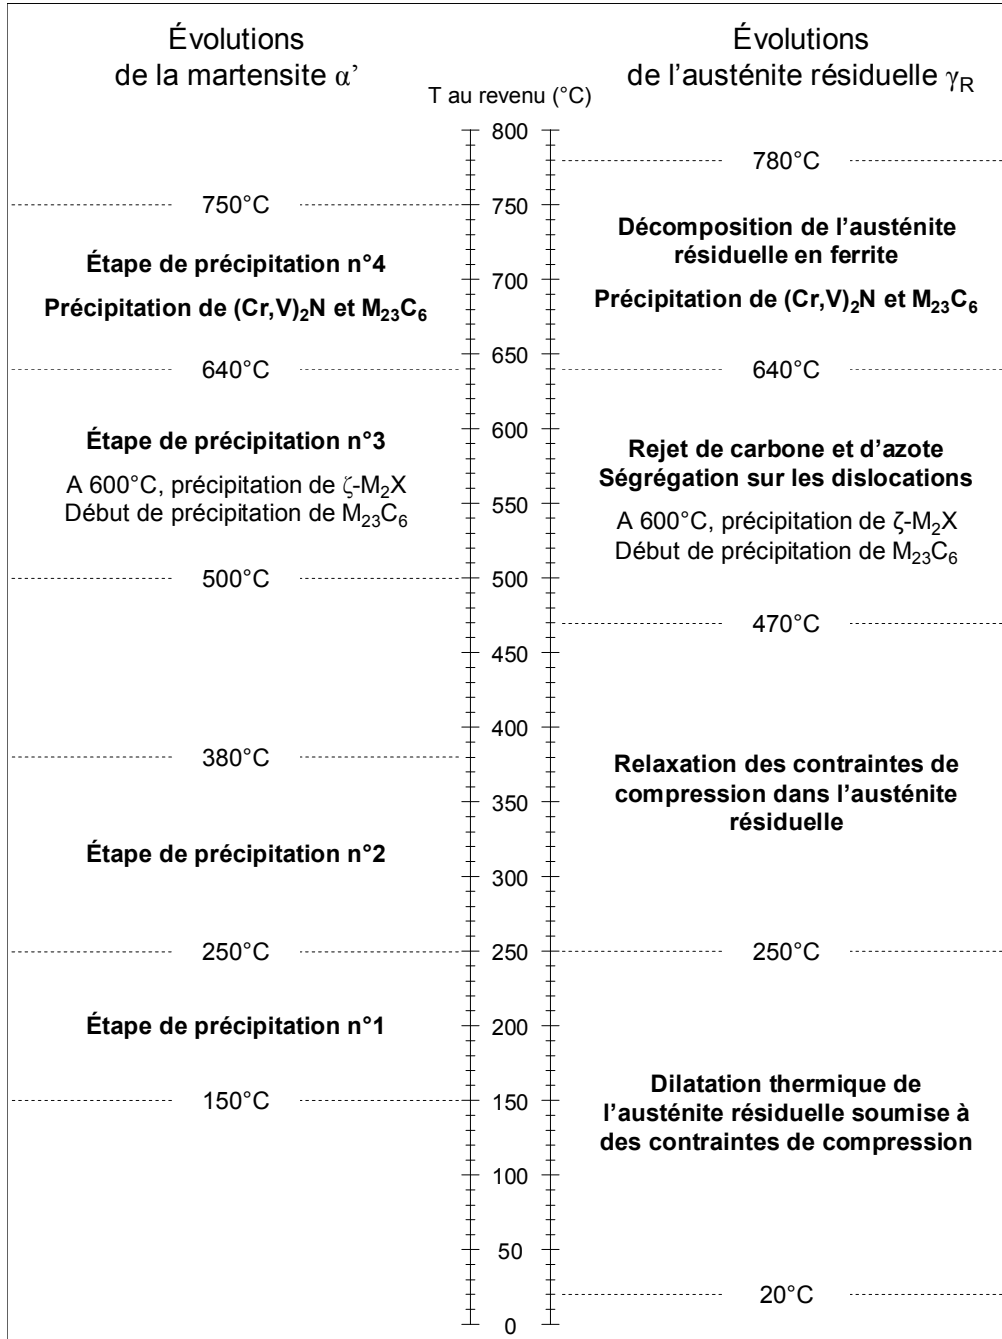 Évolutions
de la martensite α’
750°C
Étape de précipitation n°4
Précipitation de (Cr,V)₂N et M₂₃C₆
640°C
Étape de précipitation n°3
A 600°C, précipitation de ζ-M₂X
Début de précipitation de M₂₃C₆
500°C
380°C
Étape de précipitation n°2
250°C
Étape de précipitation n°1
150°C
T au revenu (°C)
800
750
700
650
600
550
500
450
400
350
300
250
200
150
100
50
0
Évolutions
de l’austénite résiduelle γR
780°C
Décomposition de l’austénite
résiduelle en ferrite
Précipitation de (Cr,V)₂N et M₂₃C₆
640°C
Rejet de carbone et d’azote
Ségrégation sur les dislocations
A 600°C, précipitation de ζ-M₂X
Début de précipitation de M₂₃C₆
470°C
Relaxation des contraintes de
compression dans l’austénite
résiduelle
250°C
Dilatation thermique de
l’austénite résiduelle soumise à
des contraintes de compression
20°C